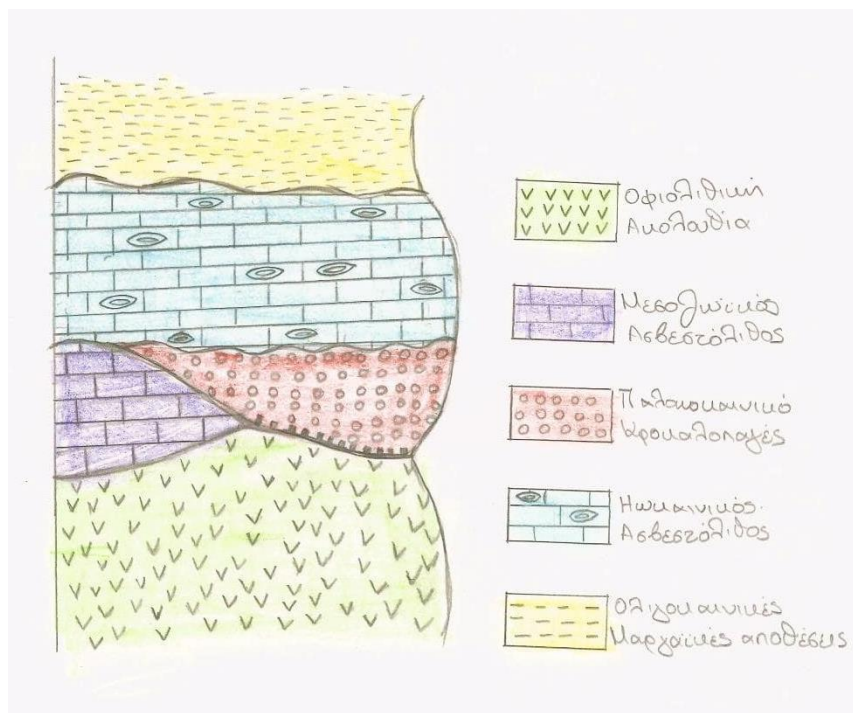 Οφιολιθική
Ακολουθία
Μεσοζωικός
Ασβεστόλιθος
Παλαιοκαινικό
Κροκαλοπαγές
Ηωκαινικός
Ασβεστόλιθος
Ολιγοκαινικές
Μαργαϊκές αποθέσεις